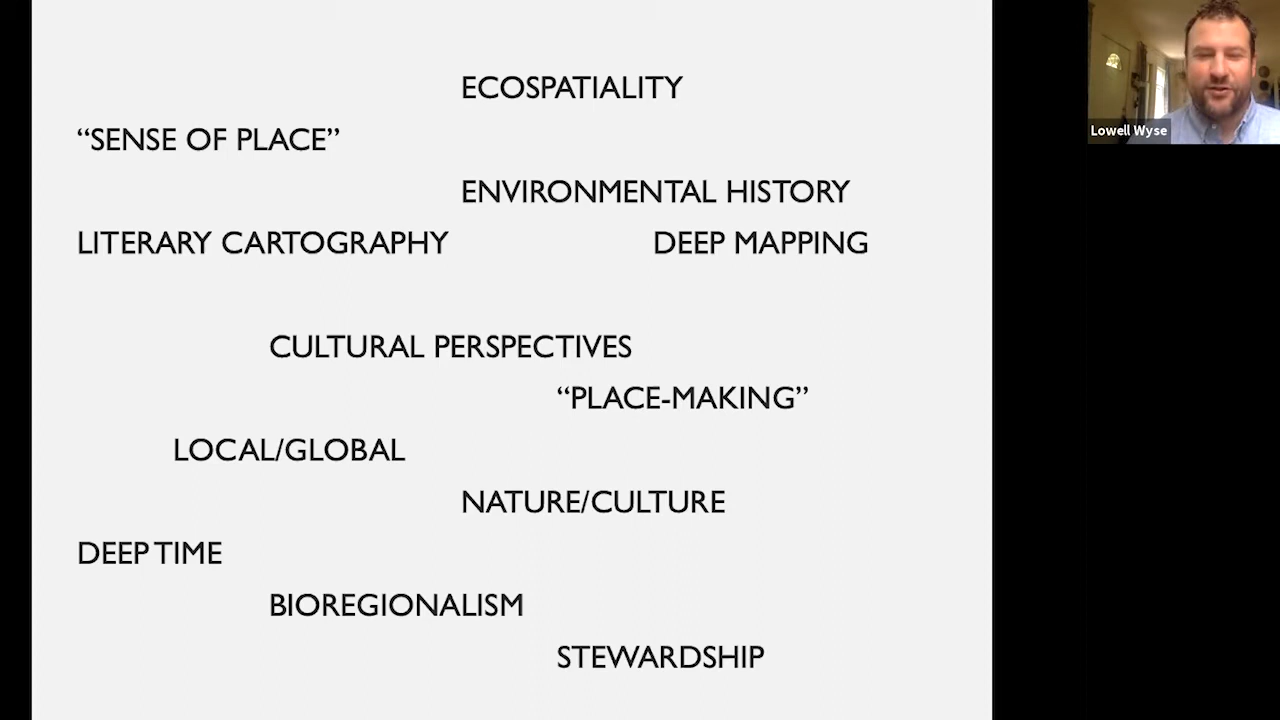 ECOSPATIALITY
“SENSE OF PLACE”
ENVIRONMENTAL HISTORY
LITERARY CARTOGRAPHY DEEP MAPPING
CULTURAL PERSPECTIVES
“PLACE-MAKING”
LOCAL/GLOBAL
NATURE/CULTURE
DEEP TIME
BIOREGIONALISM
STEWARDSHIP
Lowell Wyse